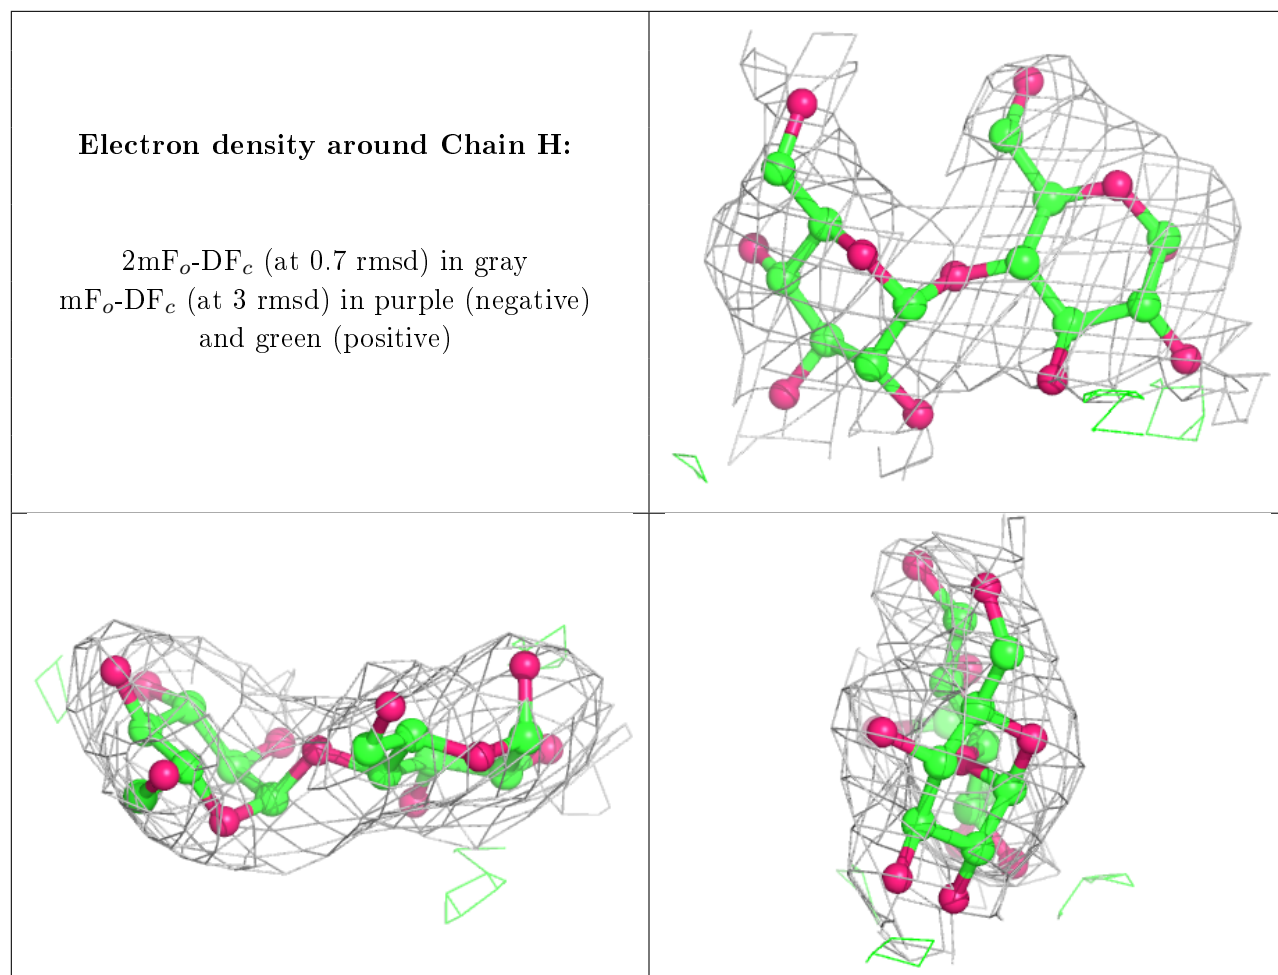 Electron density around Chain H:
2mFₒ-DF𝒸 (at 0.7 rmsd) in gray
mFₒ-DF𝒸 (at 3 rmsd) in purple (negative)
and green (positive)